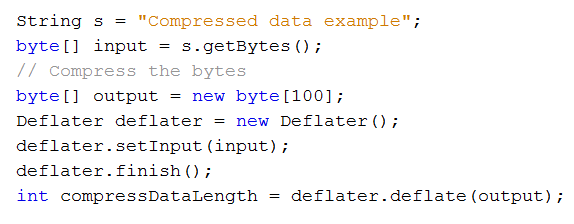 String s = "Compressed data example";
byte[] input = s.getBytes();
// Compress the bytes
byte[] output = new byte[100];
Deflater deflater = new Deflater();
deflater.setInput(input);
deflater.finish();
int compressDataLength = deflater.deflate(output);